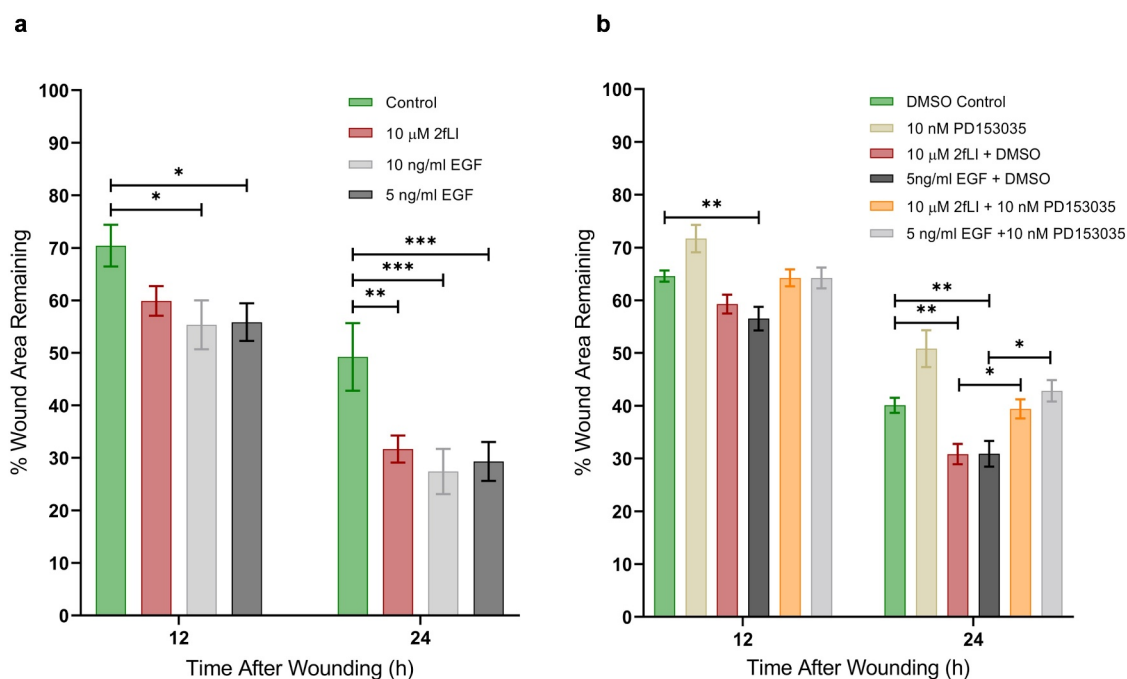 a
% Wound Area Remaining
100
90
80
70
60
50
40
30
20
10
0
Control
10 μM 2fLI
10 ng/ml EGF
5 ng/ml EGF
*
*
***
***
**
12
24
Time After Wounding (h)
b
% Wound Area Remaining
100
90
80
70
60
50
40
30
20
10
0
DMSO Control
10 nM PD153035
10 μM 2fLI + DMSO
5ng/ml EGF + DMSO
10 μM 2fLI + 10 nM PD153035
5 ng/ml EGF +10 nM PD153035
**
**
**
*
*
12
24
Time After Wounding (h)